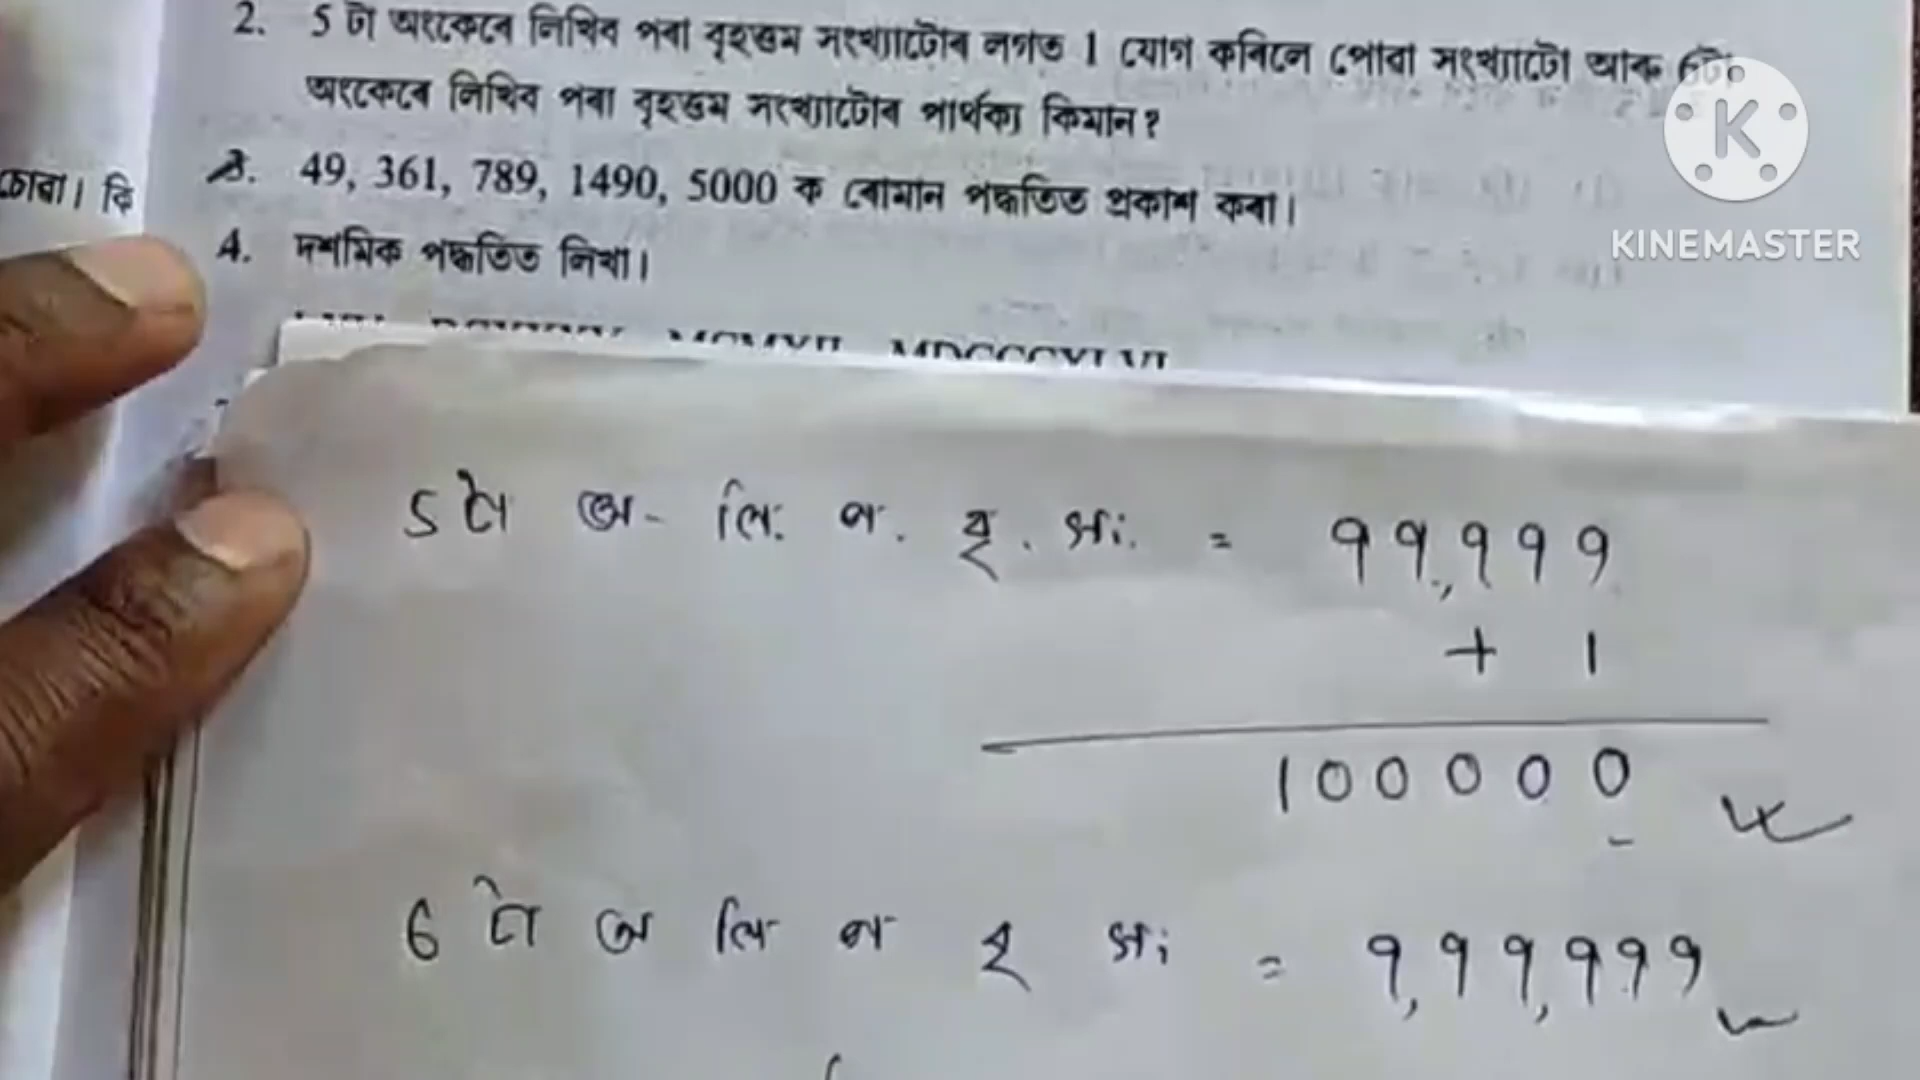 2. 5 টা অংকেৰে লিখিব পৰা বৃহত্তম সংখ্যাটোৰ লগত 1 যোগ কৰিলে পোৱা সংখ্যাটো আৰু 6টা
অংকেৰে লিখিব পৰা বৃহত্তম সংখ্যাটোৰ পাৰ্থক্য কিমান?
3. 49, 361, 789, 1490, 5000 ক ৰোমান পদ্ধতিত প্ৰকাশ কৰা।
4. দশমিক পদ্ধতিত লিখা।
MCMXII MDCCCXLVI
K
KINEMASTER
5 টা অ- লি. প. বৃ. সং. = 99,999
+ 1
100000
6 টা অ লি প বৃ সং = 9,99,999